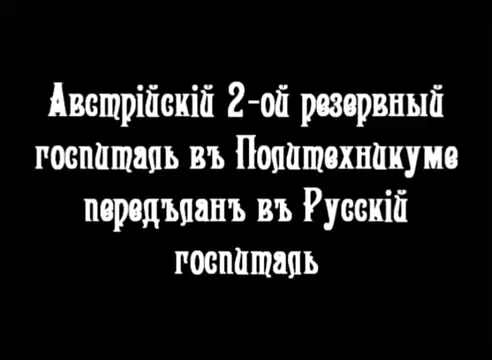 Австрійскій 2-ой резервный
госпиталь въ Политехникуме
передѣланъ въ Русскій
госпиталь